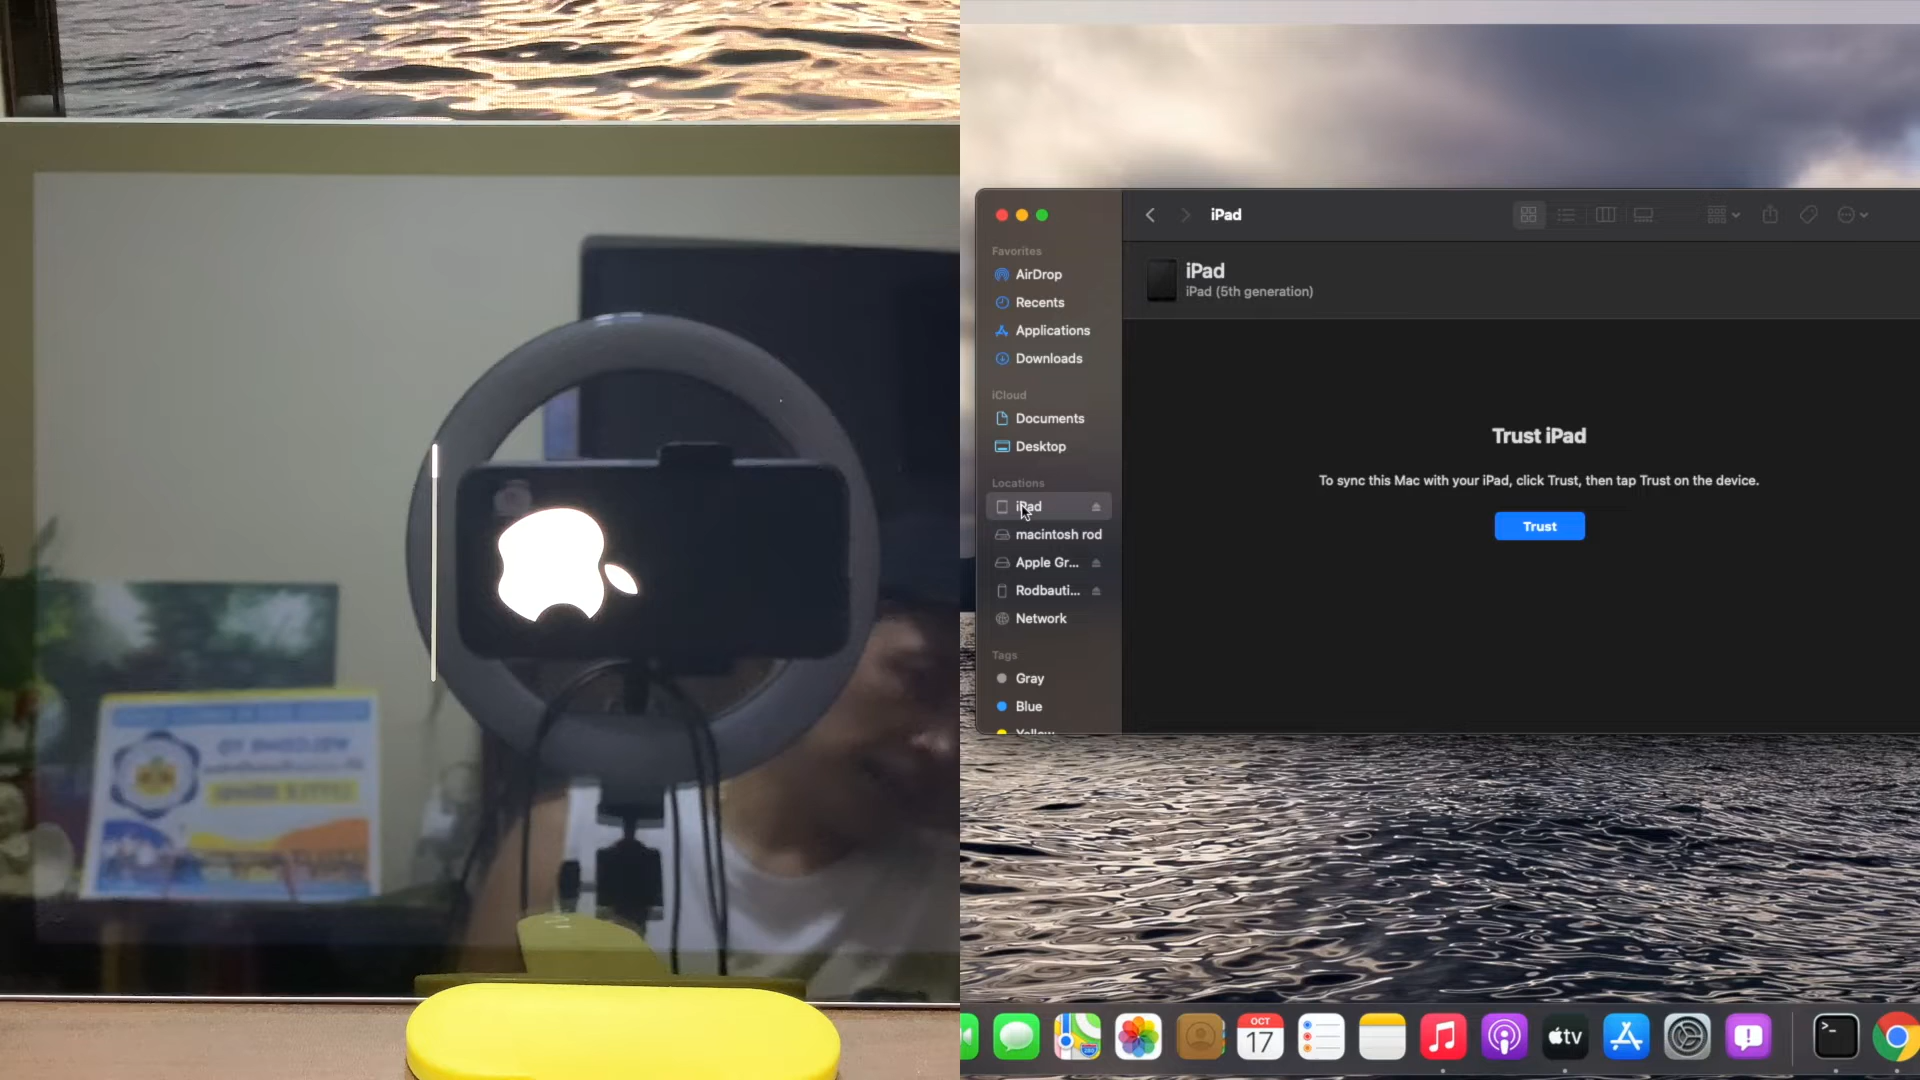 iPad
iPad
iPad (5th generation)
Favorites
AirDrop
Recents
Applications
Downloads
iCloud
Documents
Desktop
Locations
iPad
macintosh rod
Apple Gr...
Rodbauti...
Network
Tags
Gray
Blue
Yellow
Trust iPad
To sync this Mac with your iPad, click Trust, then tap Trust on the device.
Trust
OCT
17
tv